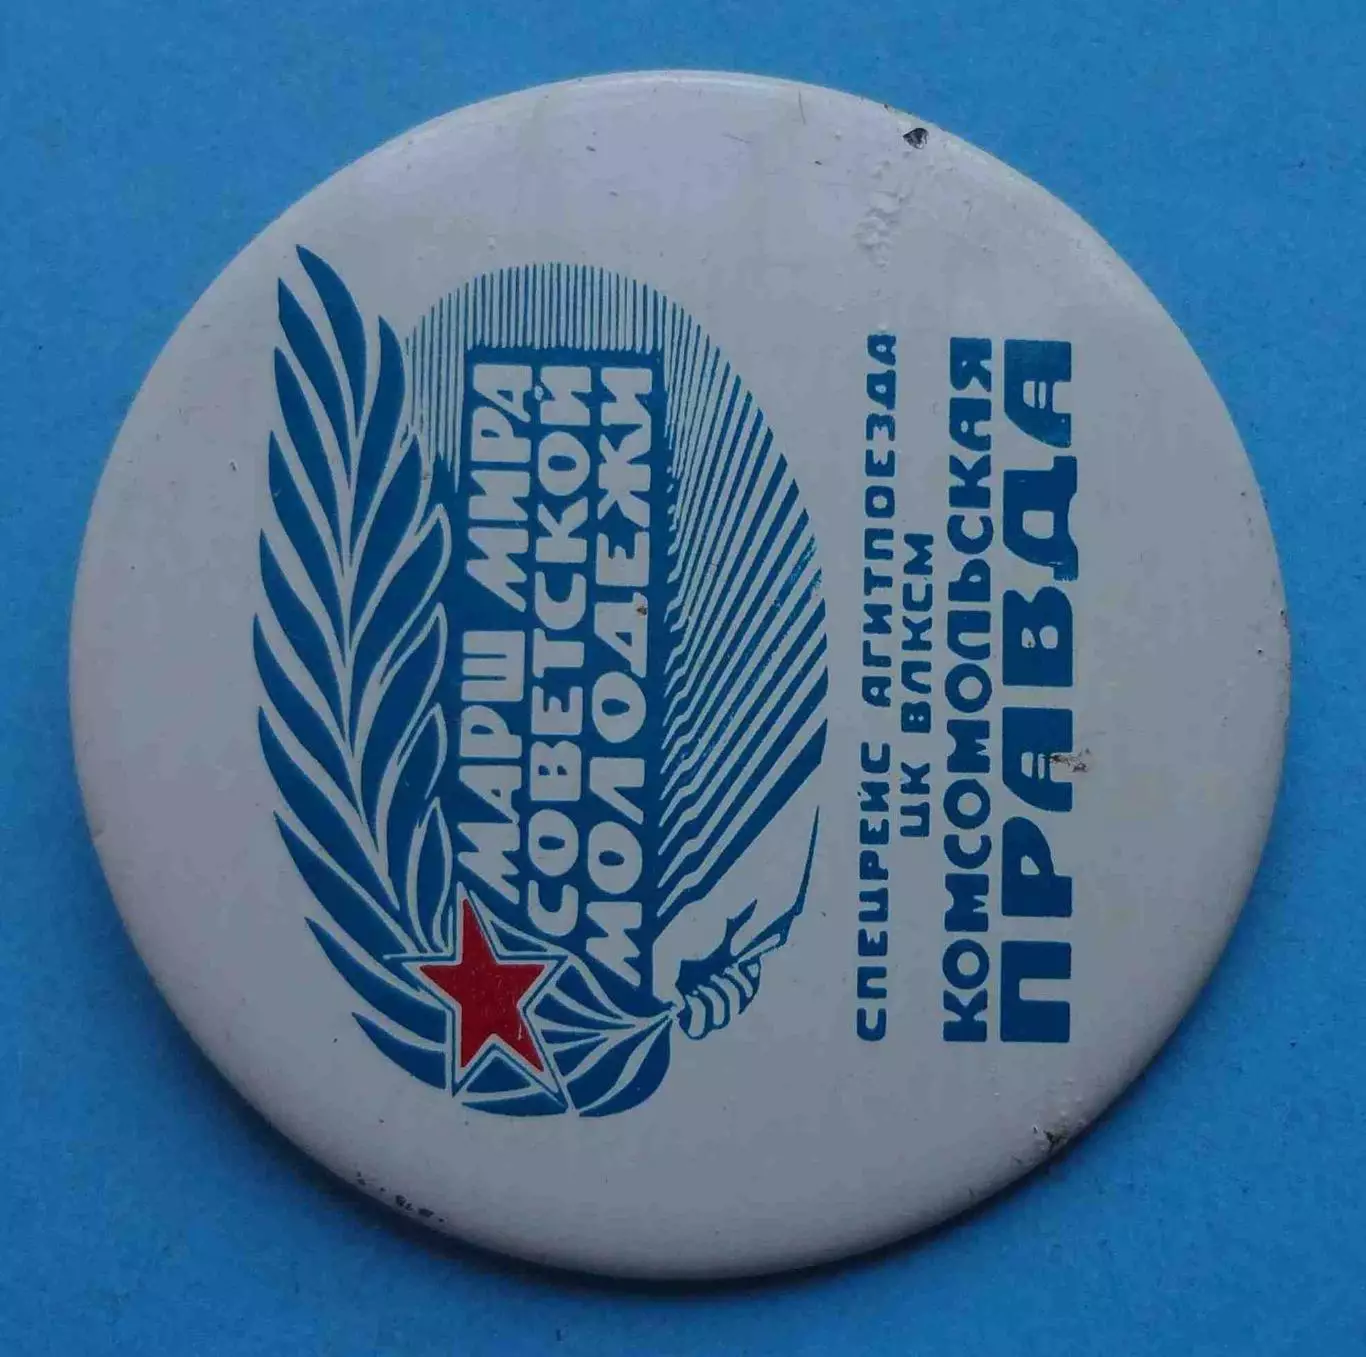 МАРШ МИРА
СОВЕТСКОЙ
МОЛОДЕЖИ
СПЕЦРЕЙС АГИТПОЕЗДА
ЦК ВЛКСМ
КОМСОМОЛЬСКАЯ
ПРАВДА